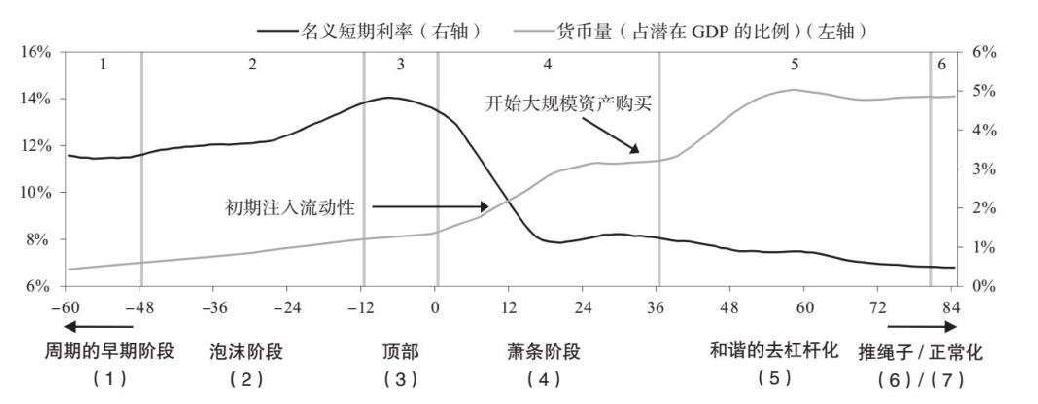 名义短期利率（右轴） 货币量（占潜在 GDP 的比例）（左轴）
16% 6%
1 2 3 4 5 6
14% 5%
开始大规模资产购买
4%
12%
3%
10%
初期注入流动性 2%
8% 1%
6% 0%
−60 −48 −36 −24 −12 0 12 24 36 48 60 72 84
周期的早期阶段 泡沫阶段 顶部 萧条阶段 和谐的去杠杆化 推绳子 / 正常化
（1） （2） （3） （4） （5） （6）/（7）